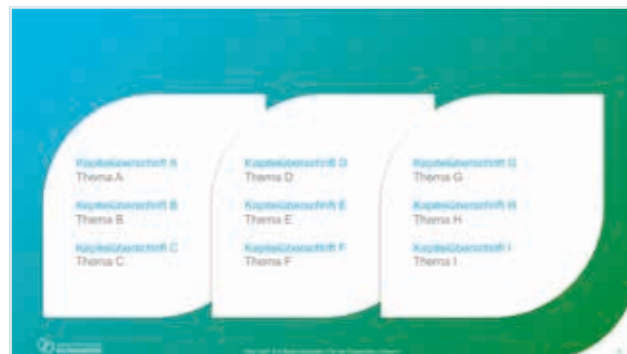 Kapitelüberschrift A
Thema A
Kapitelüberschrift B
Thema B
Kapitelüberschrift C
Thema C
Kapitelüberschrift D
Thema D
Kapitelüberschrift E
Thema E
Kapitelüberschrift F
Thema F
Kapitelüberschrift G
Thema G
Kapitelüberschrift H
Thema H
Kapitelüberschrift I
Thema I